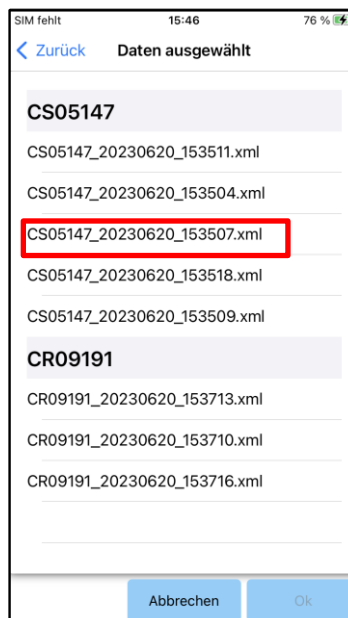 SIM fehlt 15:46 76 %
Zurück Daten ausgewählt
CS05147
CS05147_20230620_153511.xml
CS05147_20230620_153504.xml
CS05147_20230620_153507.xml
CS05147_20230620_153518.xml
CS05147_20230620_153509.xml
CR09191
CR09191_20230620_153713.xml
CR09191_20230620_153710.xml
CR09191_20230620_153716.xml
Abbrechen Ok